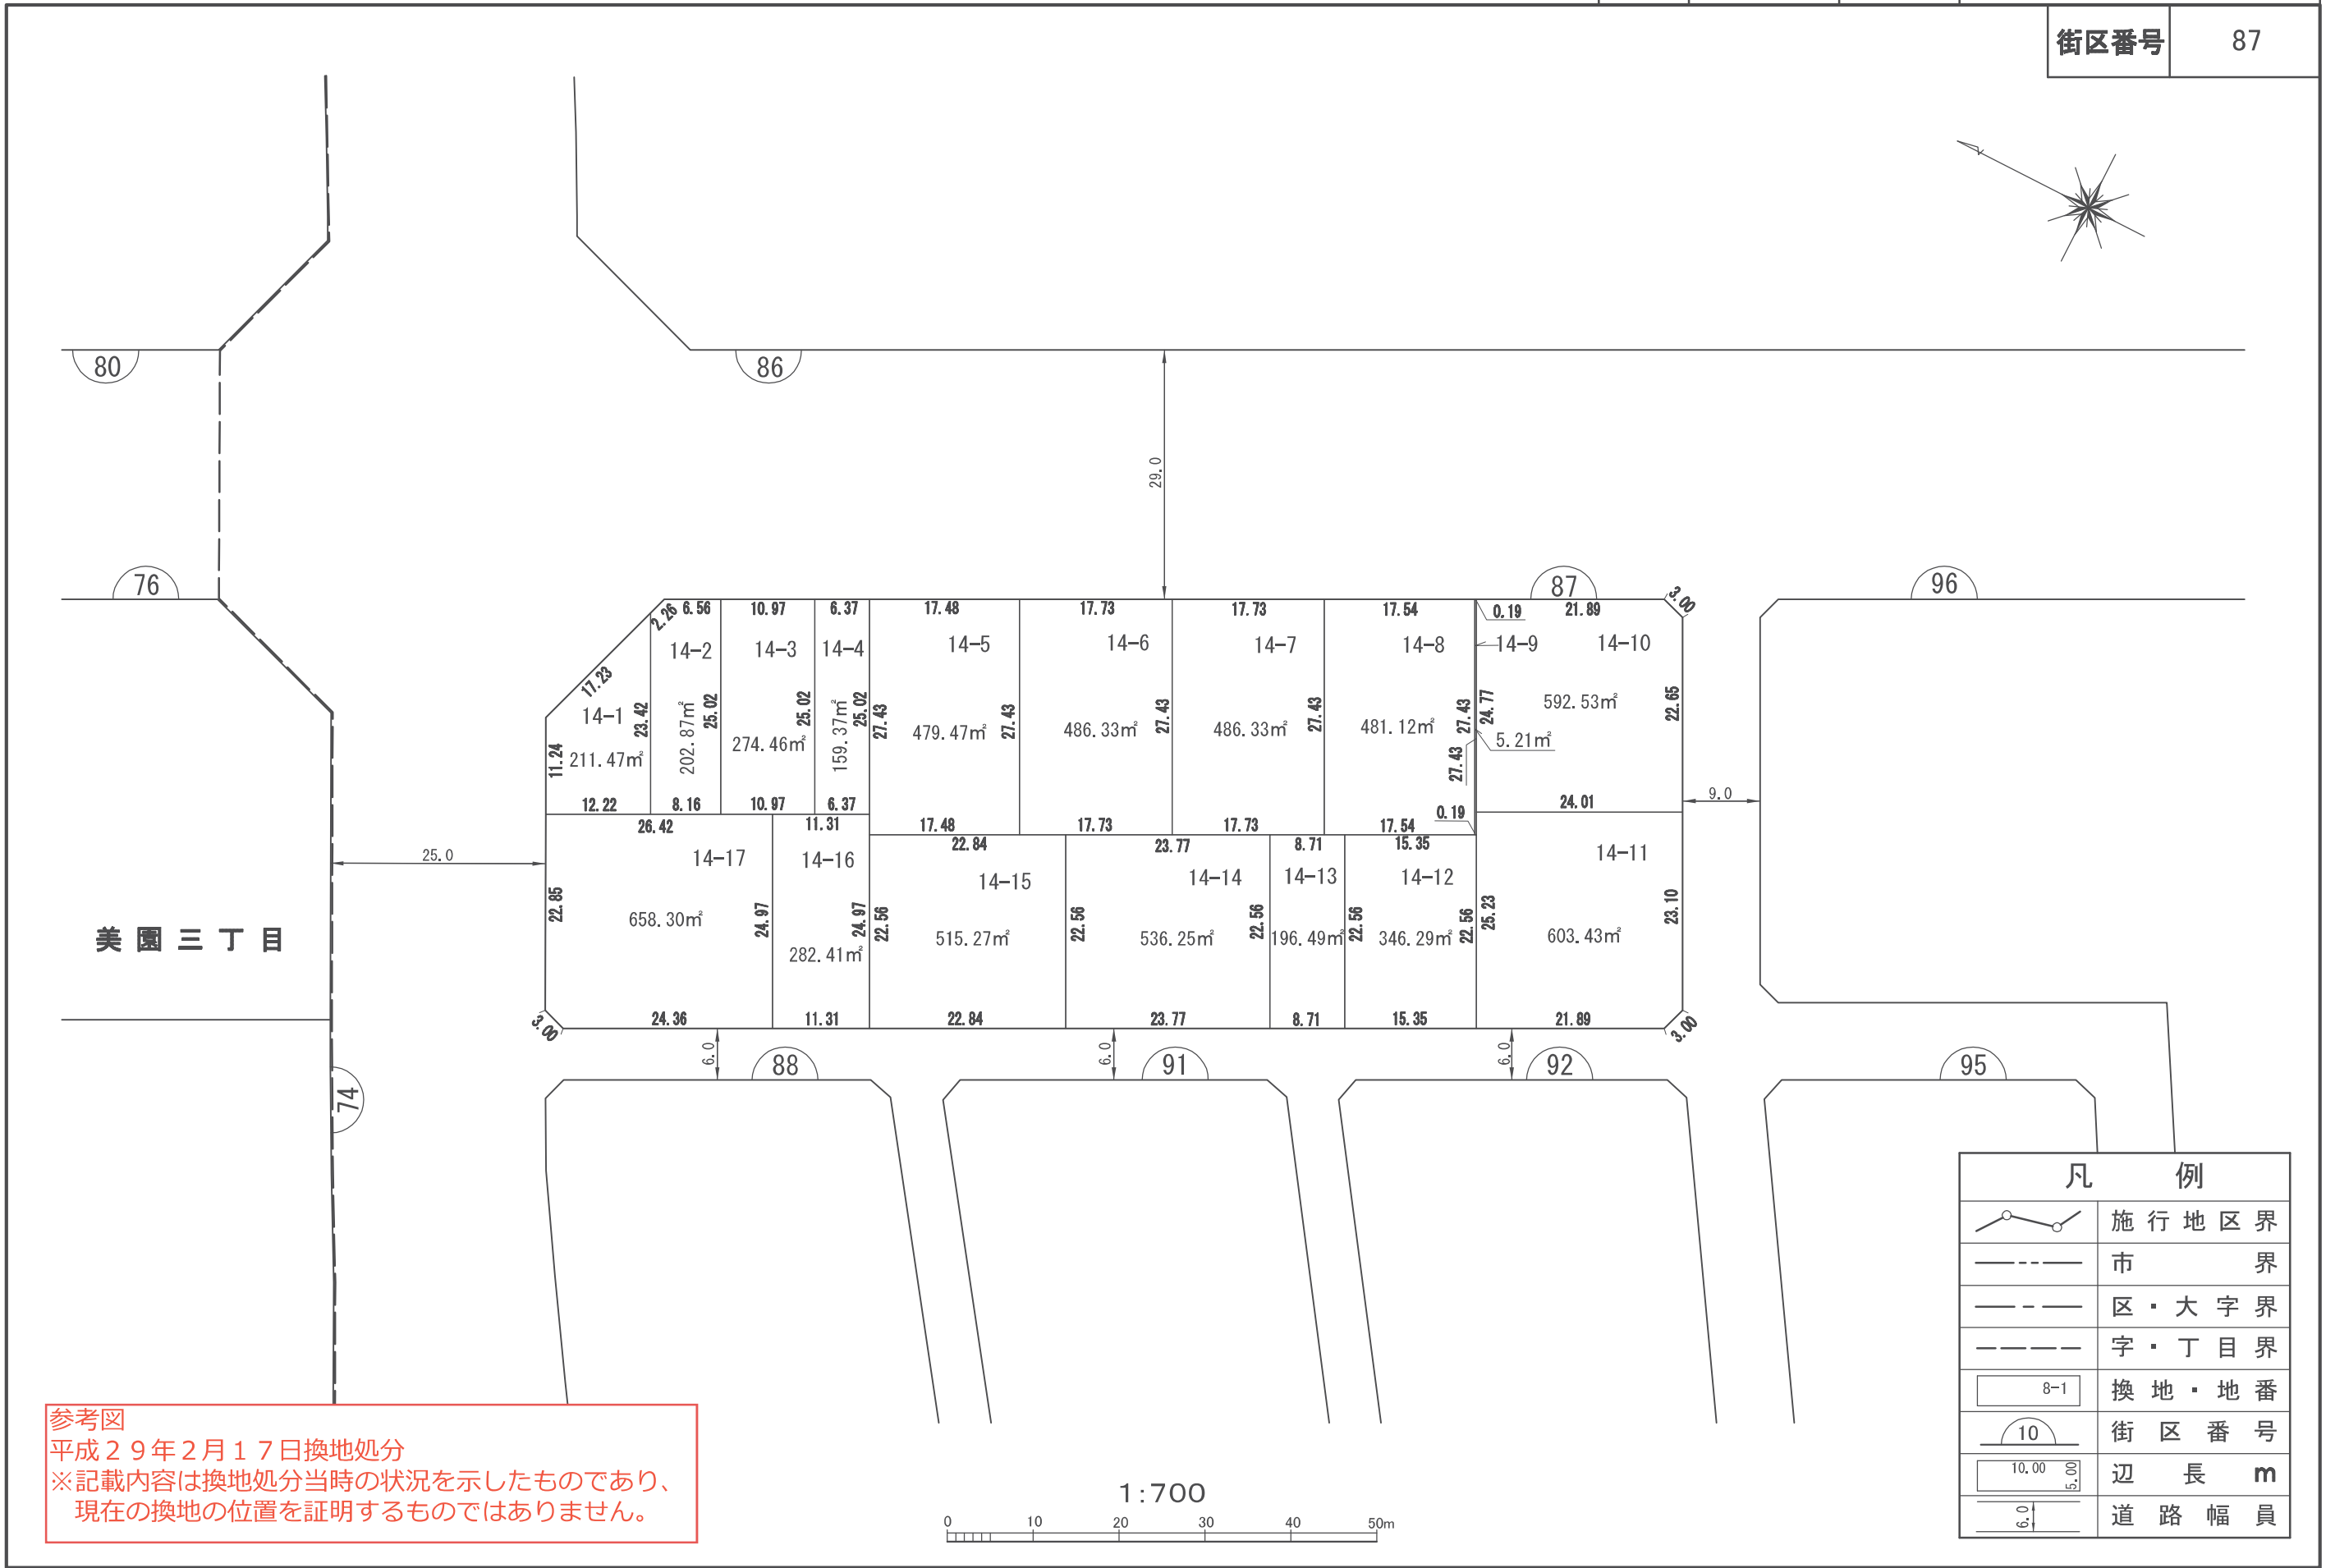 街区番号 87
80
86
29.0
76
87
96
2.26 6.56 10.97 6.37 17.48 17.73 17.73 17.54 0.19 21.89 3.00
14-1 14-2 14-3 14-4 14-5 14-6 14-7 14-8 14-9 14-10
17.23
11.24 23.42 25.02 25.02 25.02 27.43 27.43 27.43 27.43 27.43 27.43 24.77 22.65
211.47㎡ 202.87㎡ 274.46㎡ 159.37㎡ 479.47㎡ 486.33㎡ 486.33㎡ 481.12㎡ 5.21㎡ 592.53㎡
12.22 8.16 10.97 6.37 17.48 17.73 17.73 17.54 0.19 24.01
9.0
25.0
26.42 11.31 22.84 23.77 8.71 15.35
14-17 14-16 14-15 14-14 14-13 14-12 14-11
22.85 24.97 24.97 22.56 22.56 22.56 22.56 22.56 25.23 23.10
658.30㎡ 282.41㎡ 515.27㎡ 536.25㎡ 196.49㎡ 346.29㎡ 603.43㎡
3.00 24.36 11.31 22.84 23.77 8.71 15.35 21.89 3.00
美園三丁目
6.0 6.0 6.0
74
88
91
92
95
凡例
施行地区界
市界
区・大字界
字・丁目界
8-1 換地・地番
10 街区番号
10.00 5.00 辺長 m
6.0 道路幅員
参考図
平成29年2月17日換地処分
※記載内容は換地処分当時の状況を示したものであり、
現在の換地の位置を証明するものではありません。
1:700
0 10 20 30 40 50m